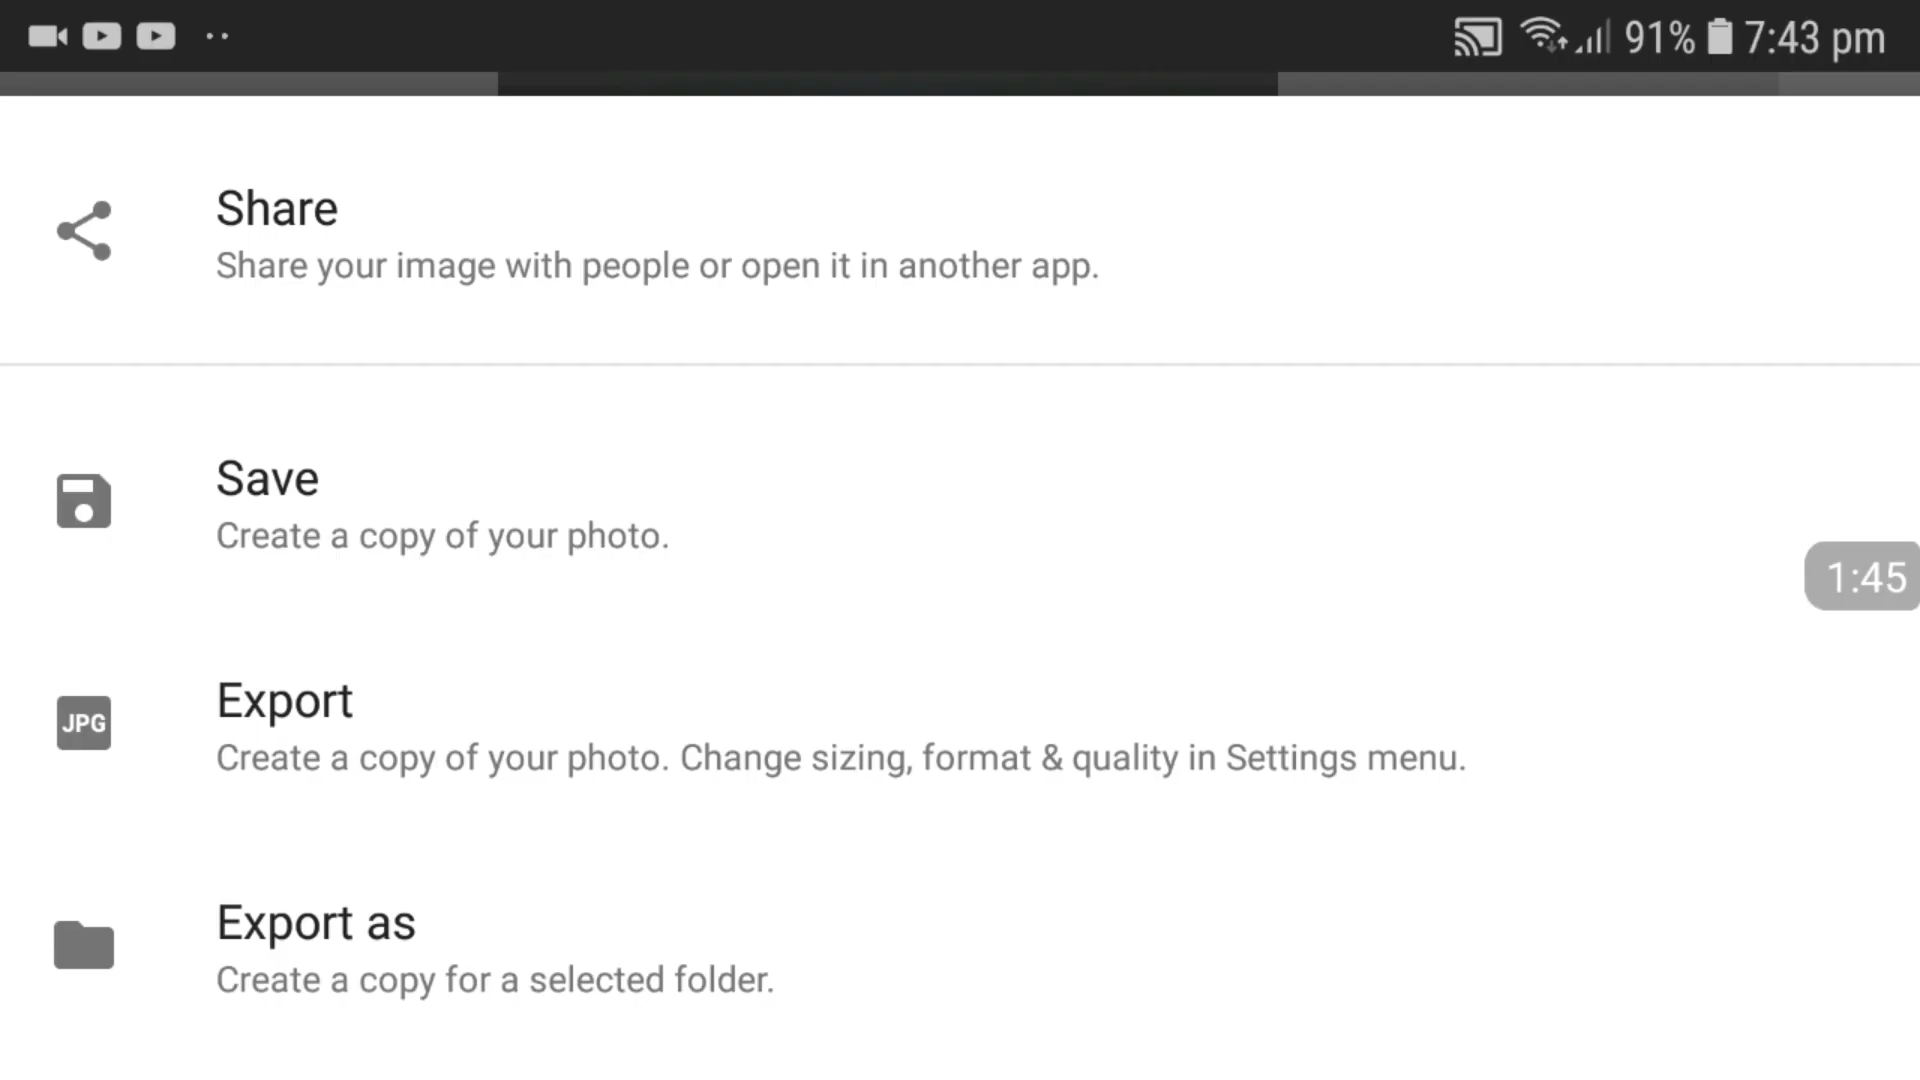 91% 7:43 pm
Share
Share your image with people or open it in another app.
Save
Create a copy of your photo.
1:45
JPG
Export
Create a copy of your photo. Change sizing, format & quality in Settings menu.
Export as
Create a copy for a selected folder.